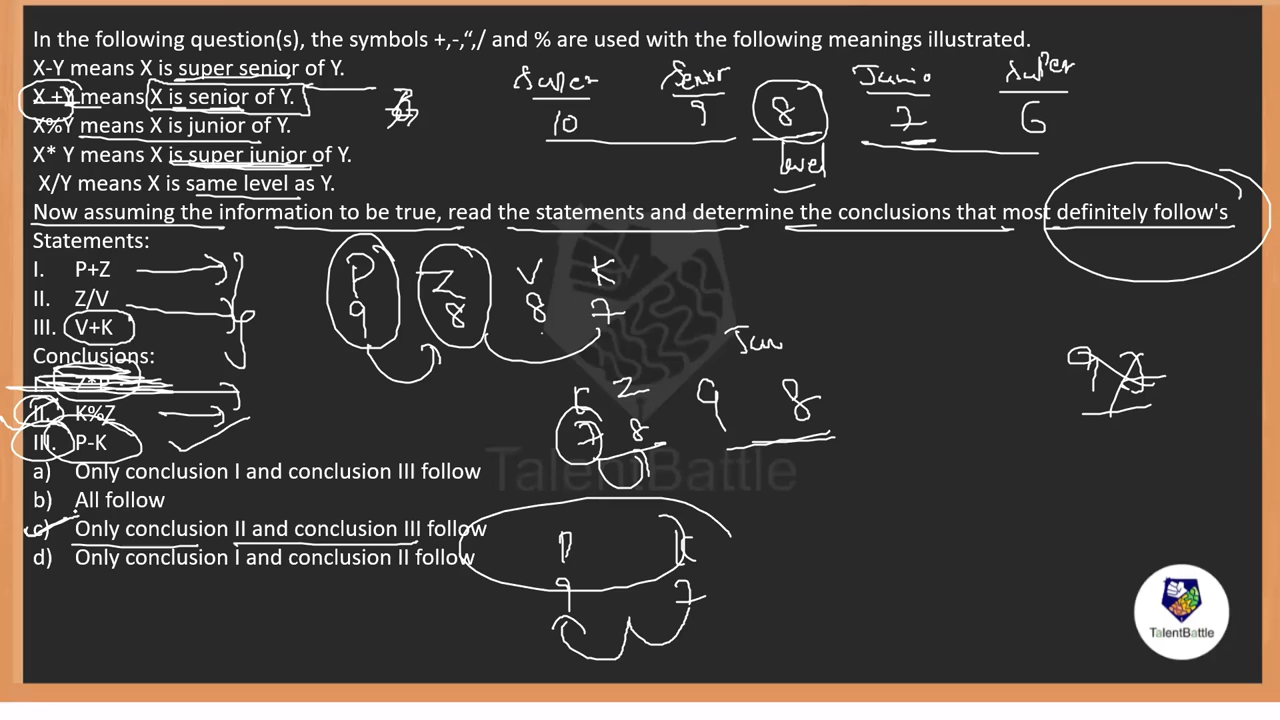 In the following question(s), the symbols +,-,“,/ and % are used with the following meanings illustrated.
X-Y means X is super senior of Y.
X +Y means X is senior of Y.
X%Y means X is junior of Y.
X* Y means X is super junior of Y.
X/Y means X is same level as Y.
Super Senior Junio Super
10 9 8 7 6
level
Now assuming the information to be true, read the statements and determine the conclusions that most definitely follow's
Statements:
I. P+Z
II. Z/V
III. V+K
P Z V K
9 8 8 7
Conclusions:
II. K%Z
III. P-K
Jun
Z 9 8
7 8
a) Only conclusion I and conclusion III follow
b) All follow
c) Only conclusion II and conclusion III follow
d) Only conclusion I and conclusion II follow
P K
9 7
TalentBattle
TalentBattle